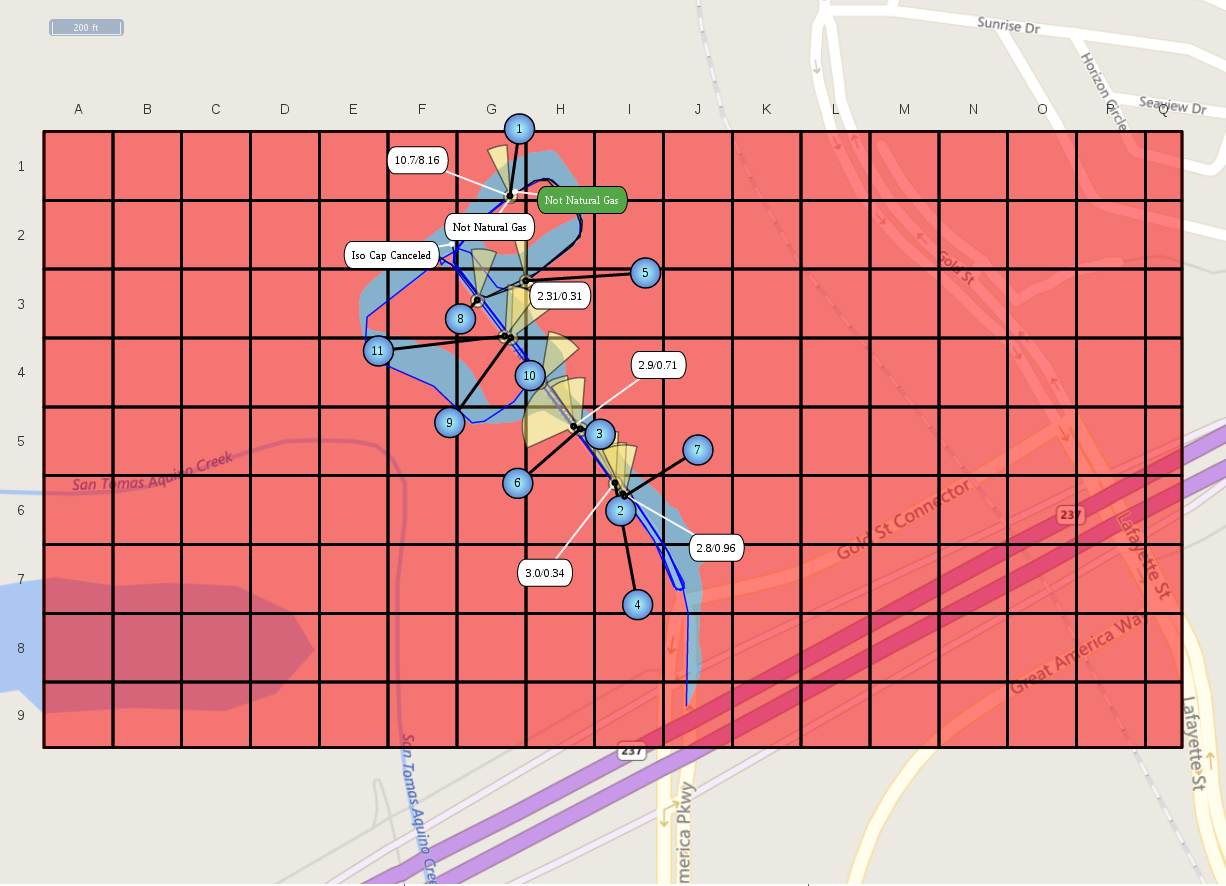 200 ft
Sunrise Dr
Horizon Circle
Seaview Dr
A B C D E F G H I J K L M N O P Q
1
1
10.7/8.16
Not Natural Gas
2
Not Natural Gas
Iso Cap Canceled
Gold St
5
3
2.31/0.31
8
11
4
2.9/0.71
10
9
5
3
7
San Tomas Aquino Creek
6
6
2
237
Gold St Connector
Lafayette St
2.8/0.96
7
3.0/0.34
4
8
Great America Way
9
237
Lafayette St
San Tomas Aquino Creek
merica Pkwy